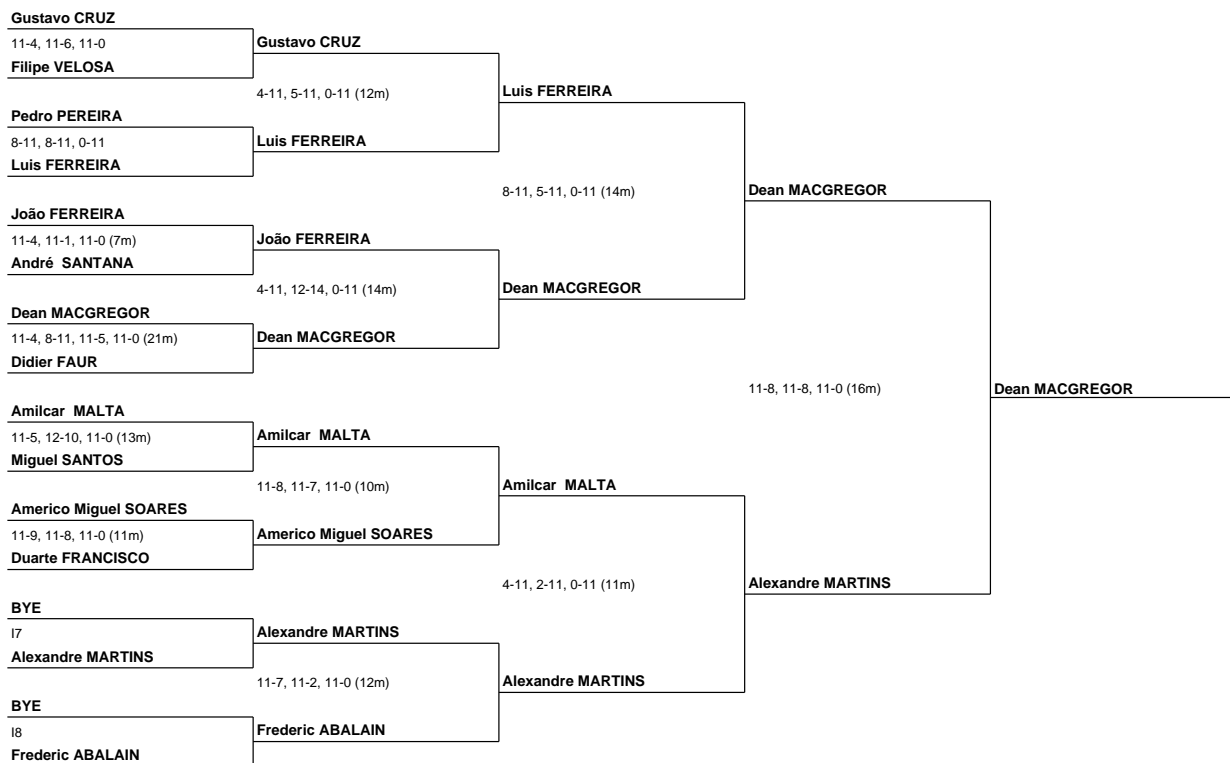 Gustavo CRUZ
11-4, 11-6, 11-0
Filipe VELOSA
Gustavo CRUZ
4-11, 5-11, 0-11 (12m)
Pedro PEREIRA
8-11, 8-11, 0-11
Luis FERREIRA
Luis FERREIRA
Luis FERREIRA
8-11, 5-11, 0-11 (14m)
João FERREIRA
11-4, 11-1, 11-0 (7m)
André  SANTANA
João FERREIRA
4-11, 12-14, 0-11 (14m)
Dean MACGREGOR
11-4, 8-11, 11-5, 11-0 (21m)
Didier FAUR
Dean MACGREGOR
Dean MACGREGOR
Dean MACGREGOR
11-8, 11-8, 11-0 (16m)
Dean MACGREGOR
Amilcar  MALTA
11-5, 12-10, 11-0 (13m)
Miguel SANTOS
Amilcar  MALTA
11-8, 11-7, 11-0 (10m)
Americo Miguel SOARES
11-9, 11-8, 11-0 (11m)
Duarte FRANCISCO
Americo Miguel SOARES
Amilcar  MALTA
4-11, 2-11, 0-11 (11m)
BYE
I7
Alexandre MARTINS
Alexandre MARTINS
11-7, 11-2, 11-0 (12m)
BYE
I8
Frederic ABALAIN
Frederic ABALAIN
Alexandre MARTINS
Alexandre MARTINS